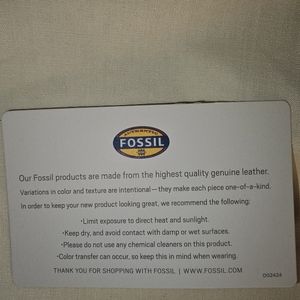 AUTHENTIC
FOSSIL
Our Fossil products are made from the highest quality genuine leather.
Variations in color and texture are intentional—they make each piece one-of-a-kind.
In order to keep your new product looking great, we recommend the following:
•Limit exposure to direct heat and sunlight.
•Keep dry, and avoid contact with damp or wet surfaces.
•Please do not use any chemical cleaners on this product.
•Color transfer can occur, so keep this in mind when wearing.
THANK YOU FOR SHOPPING WITH FOSSIL | WWW.FOSSIL.COM